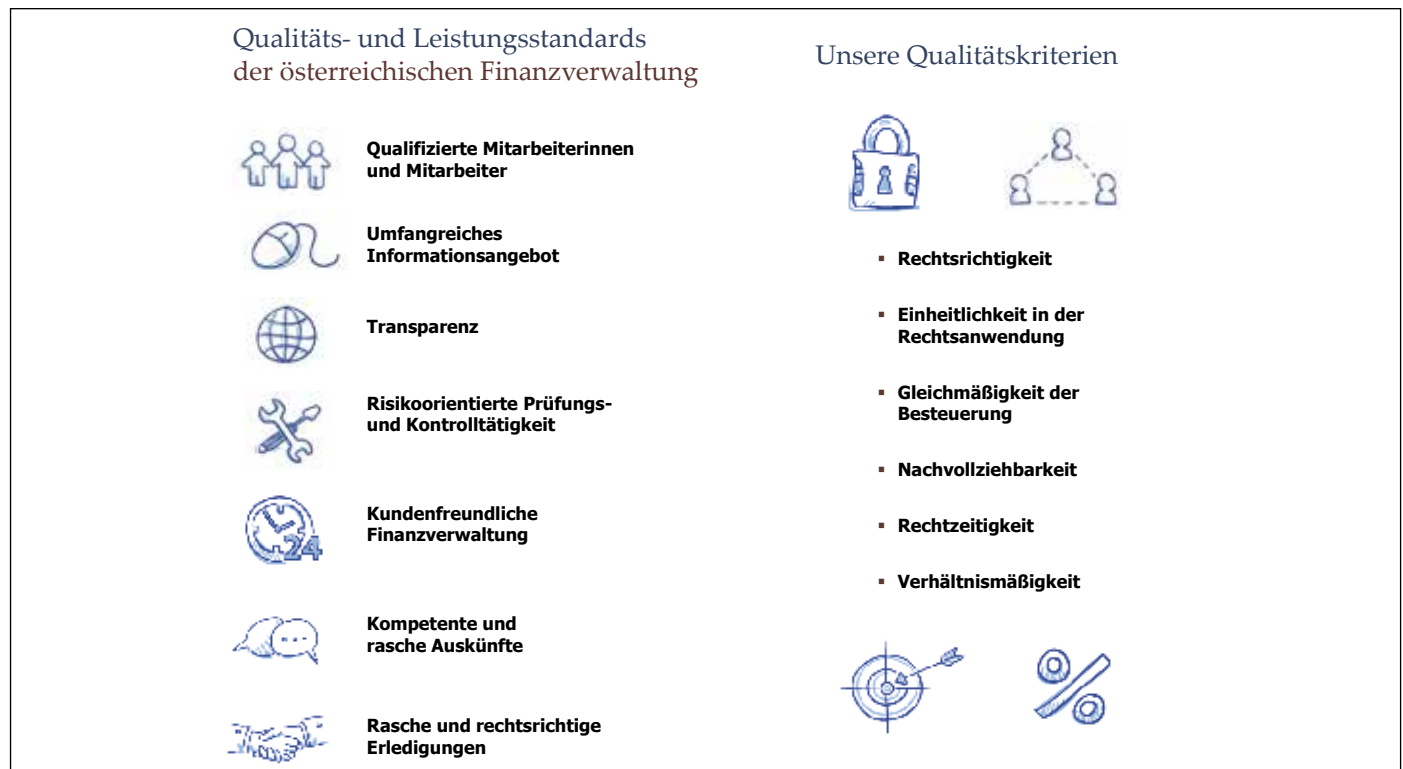 Qualitäts- und Leistungsstandards
der österreichischen Finanzverwaltung
Qualifizierte Mitarbeiterinnen
und Mitarbeiter
Umfangreiches
Informationsangebot
Transparenz
Risikoorientierte Prüfungs-
und Kontrolltätigkeit
24
Kundenfreundliche
Finanzverwaltung
Kompetente und
rasche Auskünfte
Rasche und rechtsrichtige
Erledigungen
Unsere Qualitätskriterien
▪ Rechtsrichtigkeit
▪ Einheitlichkeit in der
Rechtsanwendung
▪ Gleichmäßigkeit der
Besteuerung
▪ Nachvollziehbarkeit
▪ Rechtzeitigkeit
▪ Verhältnismäßigkeit
%